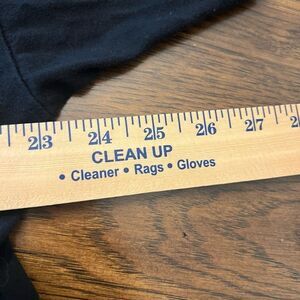 23 24 25 26 27
CLEAN UP
• Cleaner • Rags • Gloves